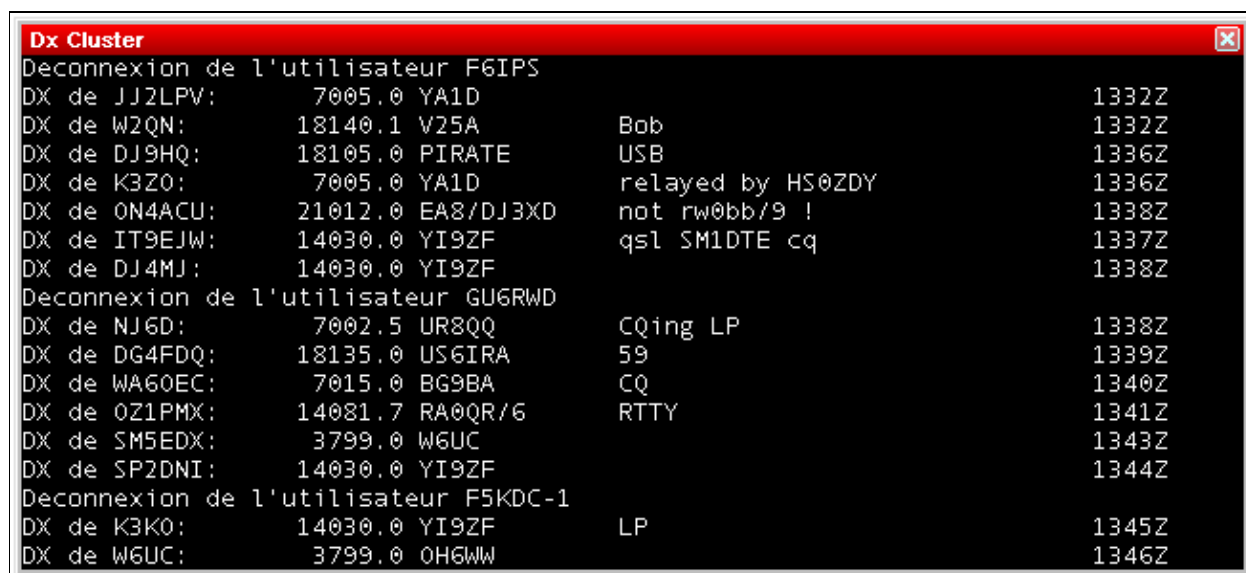 Dx Cluster
Deconnexion de l'utilisateur F6IPS
DX de JJ2LPV: 7005.0 YA1D 1332Z
DX de W2QN: 18140.1 V25A Bob 1332Z
DX de DJ9HQ: 18105.0 PIRATE USB 1336Z
DX de K3ZO: 7005.0 YA1D relayed by HS0ZDY 1336Z
DX de ON4ACU: 21012.0 EA8/DJ3XD not rw0bb/9 ! 1338Z
DX de IT9EJW: 14030.0 YI9ZF qsl SM1DTE cq 1337Z
DX de DJ4MJ: 14030.0 YI9ZF 1338Z
Deconnexion de l'utilisateur GU6RWD
DX de NJ6D: 7002.5 UR8QQ CQing LP 1338Z
DX de DG4FDQ: 18135.0 US6IRA 59 1339Z
DX de WA6OEC: 7015.0 BG9BA CQ 1340Z
DX de OZ1PMX: 14081.7 RA0QR/6 RTTY 1341Z
DX de SM5EDX: 3799.0 W6UC 1343Z
DX de SP2DNI: 14030.0 YI9ZF 1344Z
Deconnexion de l'utilisateur F5KDC-1
DX de K3KO: 14030.0 YI9ZF LP 1345Z
DX de W6UC: 3799.0 OH6WW 1346Z